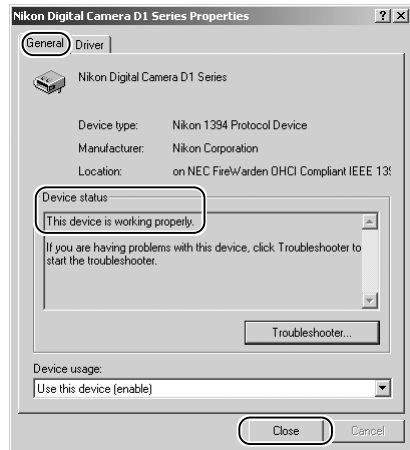 Nikon Digital Camera D1 Series Properties
General Driver
Nikon Digital Camera D1 Series
Device type: Nikon 1394 Protocol Device
Manufacturer: Nikon Corporation
Location: on NEC FireWarden OHCI Compliant IEEE 139
Device status
This device is working properly.
If you are having problems with this device, click Troubleshooter to
start the troubleshooter.
Troubleshooter...
Device usage:
Use this device (enable)
Close Cancel